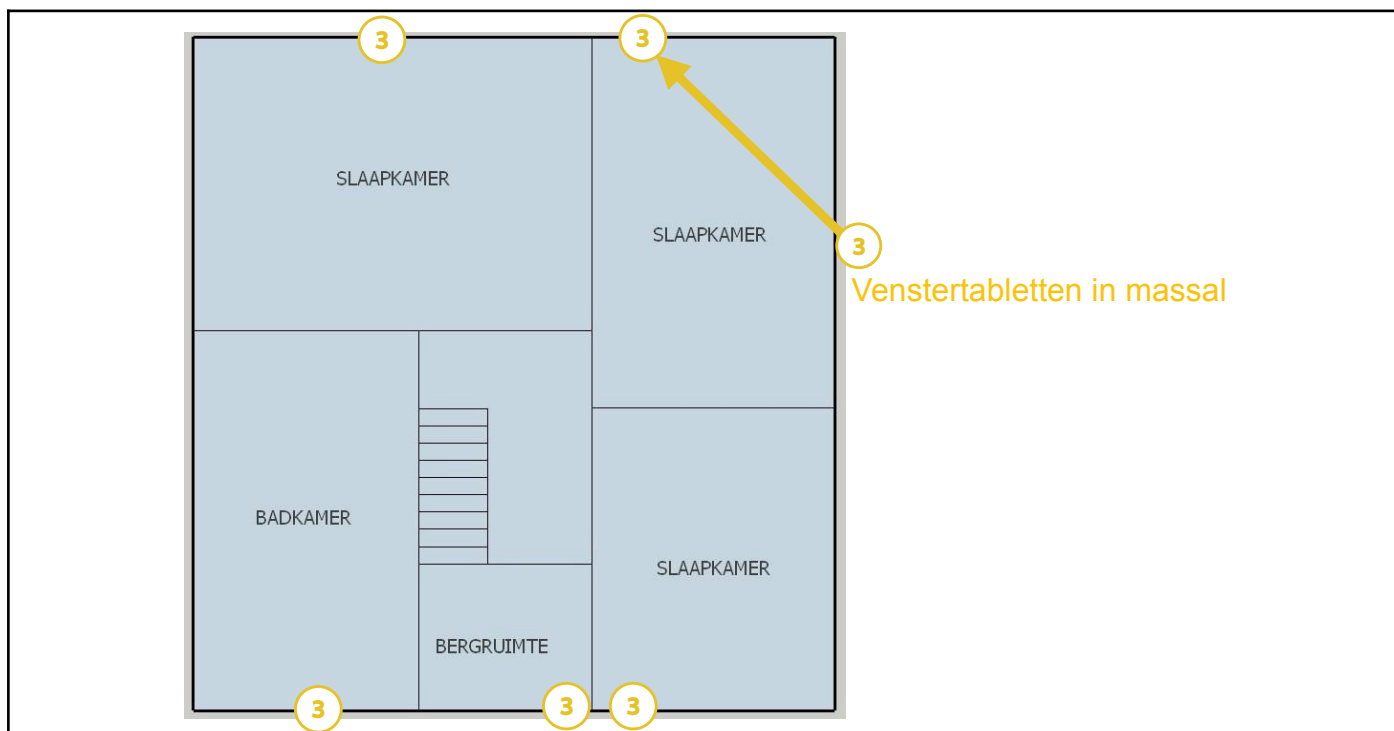 3
3
SLAAPKAMER
SLAAPKAMER
3
Venstertabletten in massal
BADKAMER
SLAAPKAMER
BERGRUIMTE
3
3
3